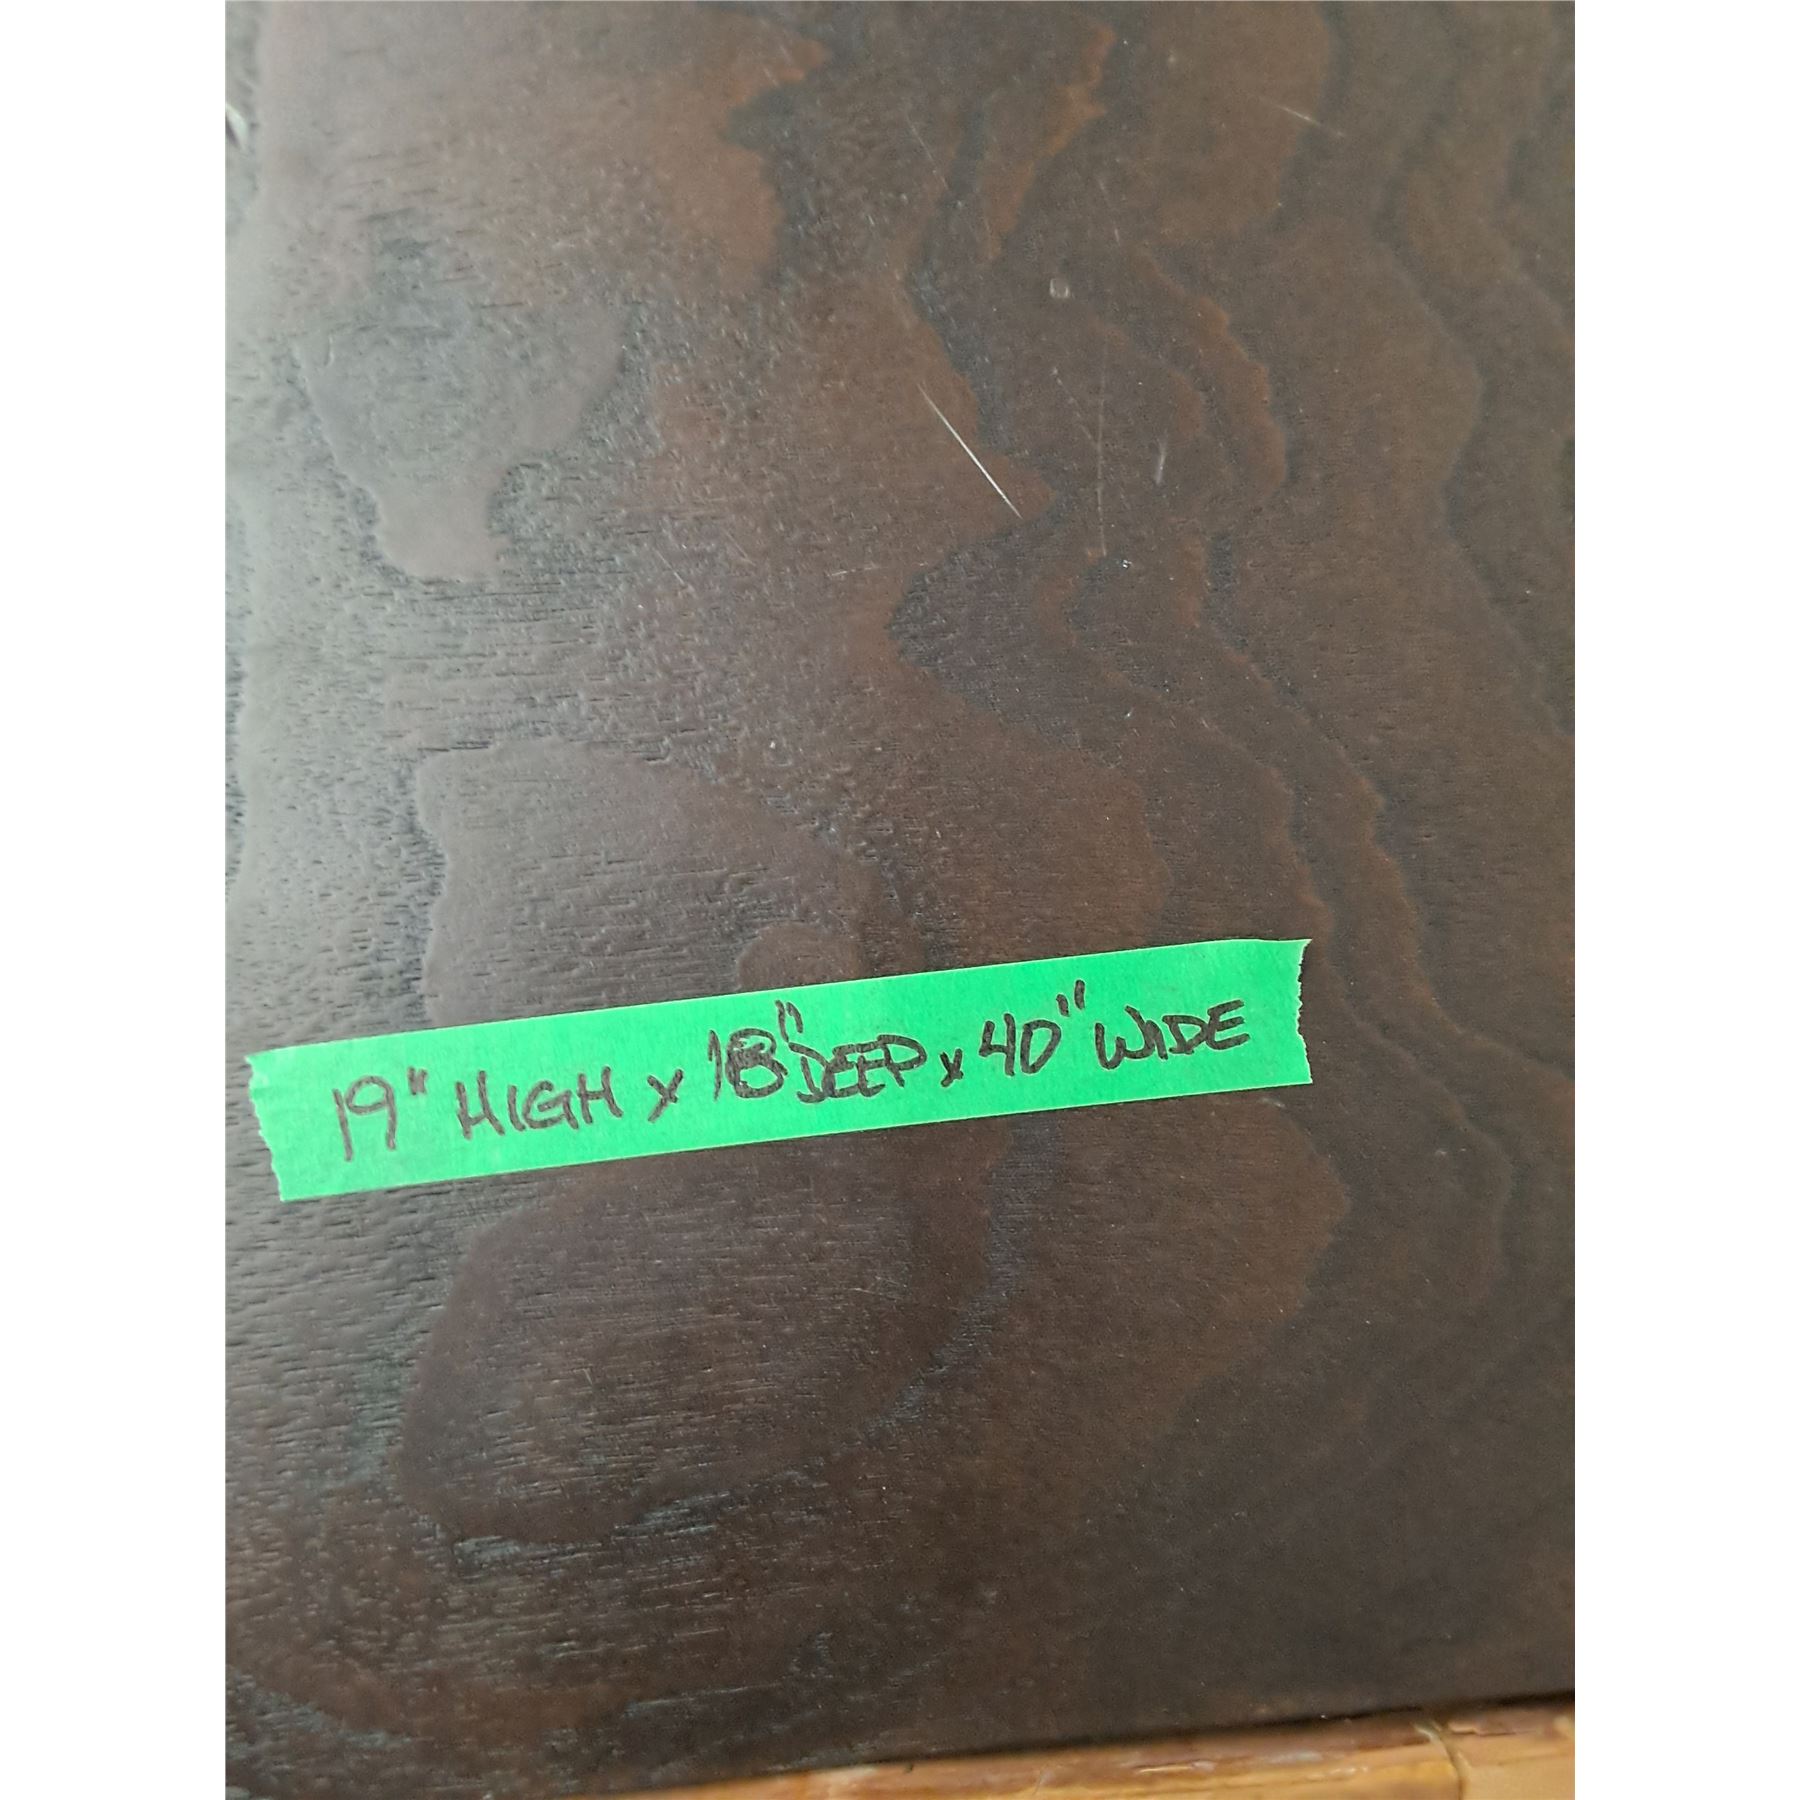 19" HIGH x 18" DEEP x 40" WIDE